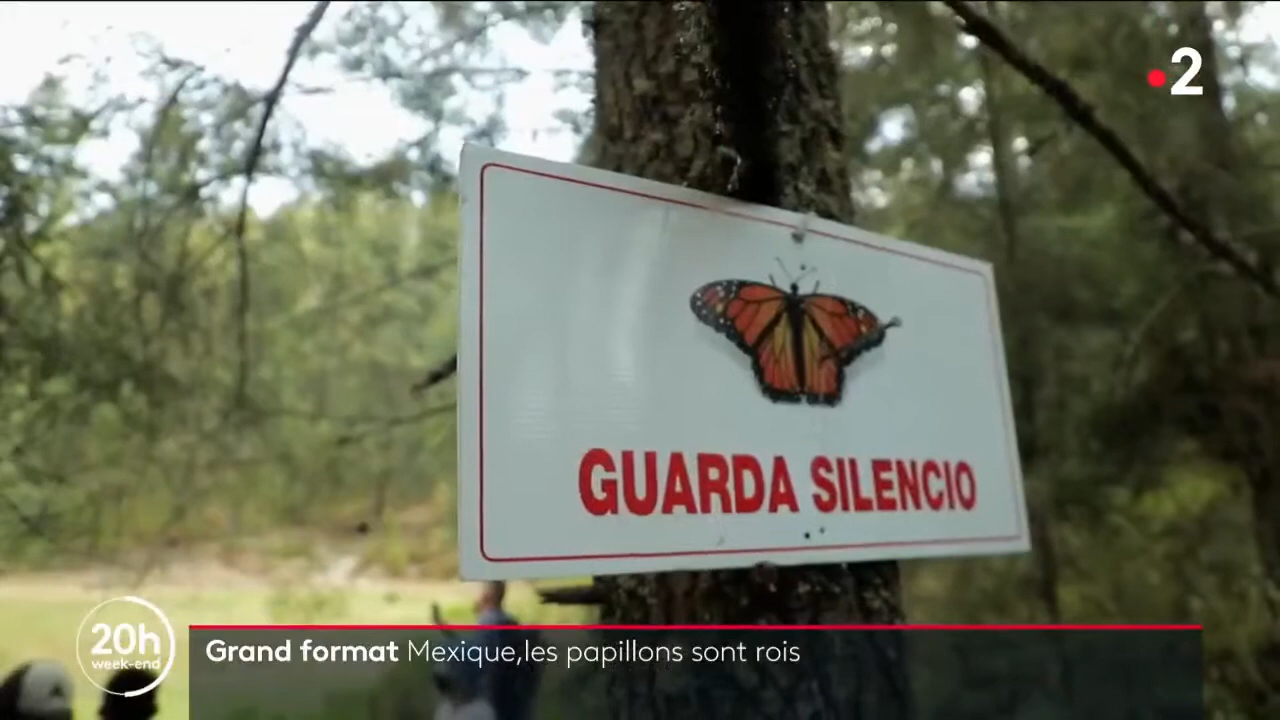 2
GUARDA SILENCIO
20h
week-end
Grand format Mexique,les papillons sont rois